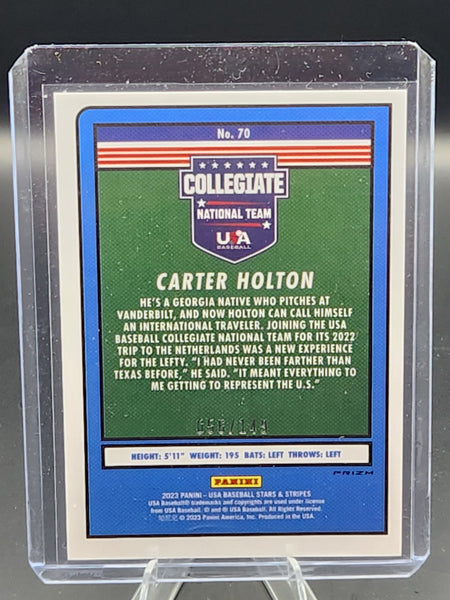 No. 70
COLLEGIATE
NATIONAL TEAM
USA
BASEBALL
CARTER HOLTON
HE'S A GEORGIA NATIVE WHO PITCHES AT
VANDERBILT, AND NOW HOLTON CAN CALL HIMSELF
AN INTERNATIONAL TRAVELER. JOINING THE USA
BASEBALL COLLEGIATE NATIONAL TEAM FOR ITS 2022
TRIP TO THE NETHERLANDS WAS A NEW EXPERIENCE
FOR THE LEFTY. "I HAD NEVER BEEN FARTHER THAN
TEXAS BEFORE," HE SAID. "IT MEANT EVERYTHING TO
ME GETTING TO REPRESENT THE U.S."
HEIGHT: 5'11" WEIGHT: 195 BATS: LEFT THROWS: LEFT
PRIZM
PANINI
2023 PANINI – USA BASEBALL STARS & STRIPES
USA Baseball® trademarks and copyrights are used under license
from USA Baseball. © and ® USA Baseball. All Rights Reserved.
© 2023 Panini America, Inc. Produced in the USA.